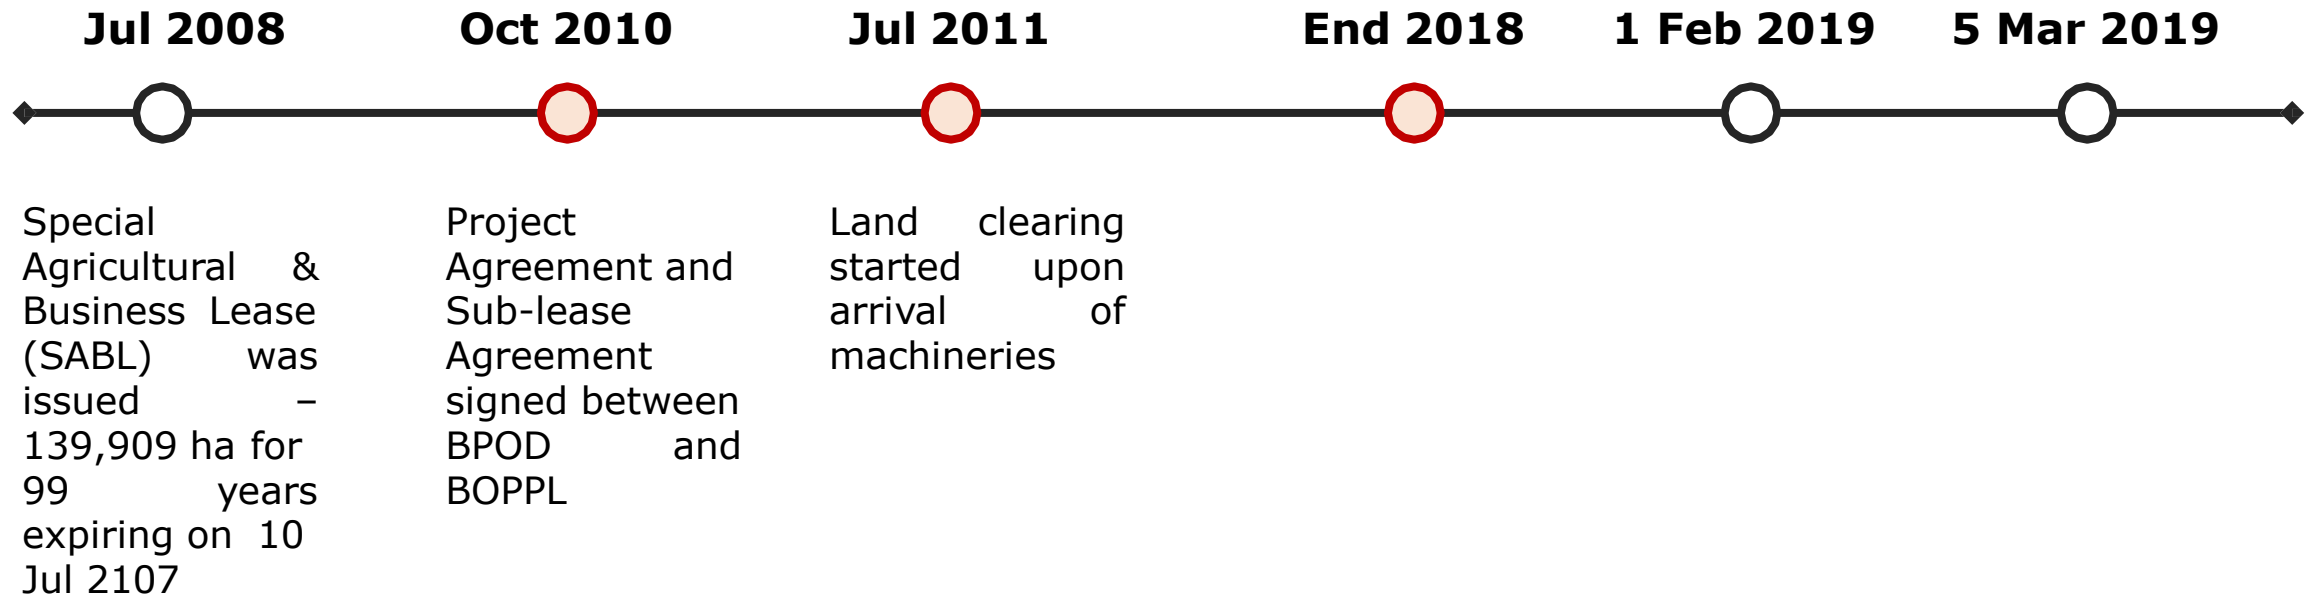 Jul 2008
Oct 2010
Jul 2011
End 2018
1 Feb 2019
5 Mar 2019
Special
Agricultural &
Business Lease
(SABL) was
issued –
139,909 ha for
99 years
expiring on 10
Jul 2107
Project
Agreement and
Sub-lease
Agreement
signed between
BPOD and
BOPPL
Land clearing
started upon
arrival of
machineries